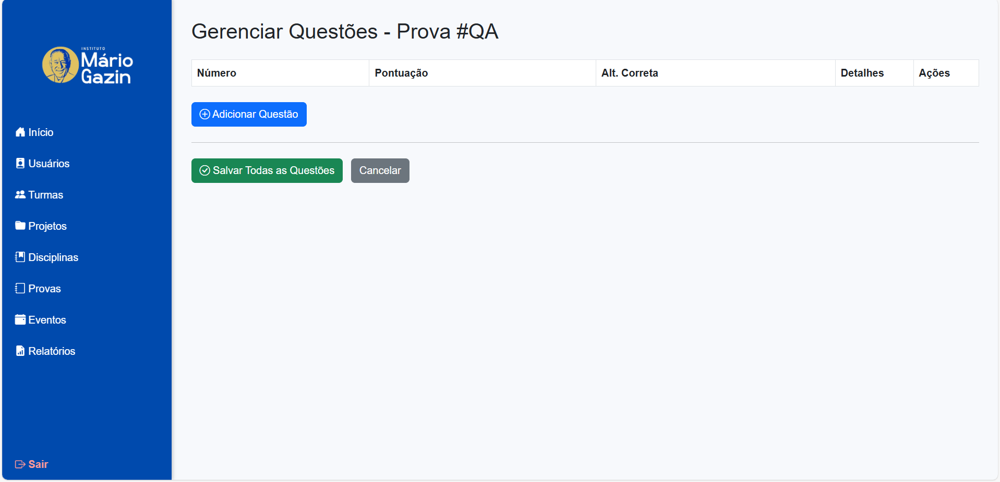 INSTITUTO
Mário
Gazin
Início
Usuários
Turmas
Projetos
Disciplinas
Provas
Eventos
Relatórios
Sair
Gerenciar Questões - Prova #QA
Número Pontuação Alt. Correta Detalhes Ações
Adicionar Questão
Salvar Todas as Questões Cancelar